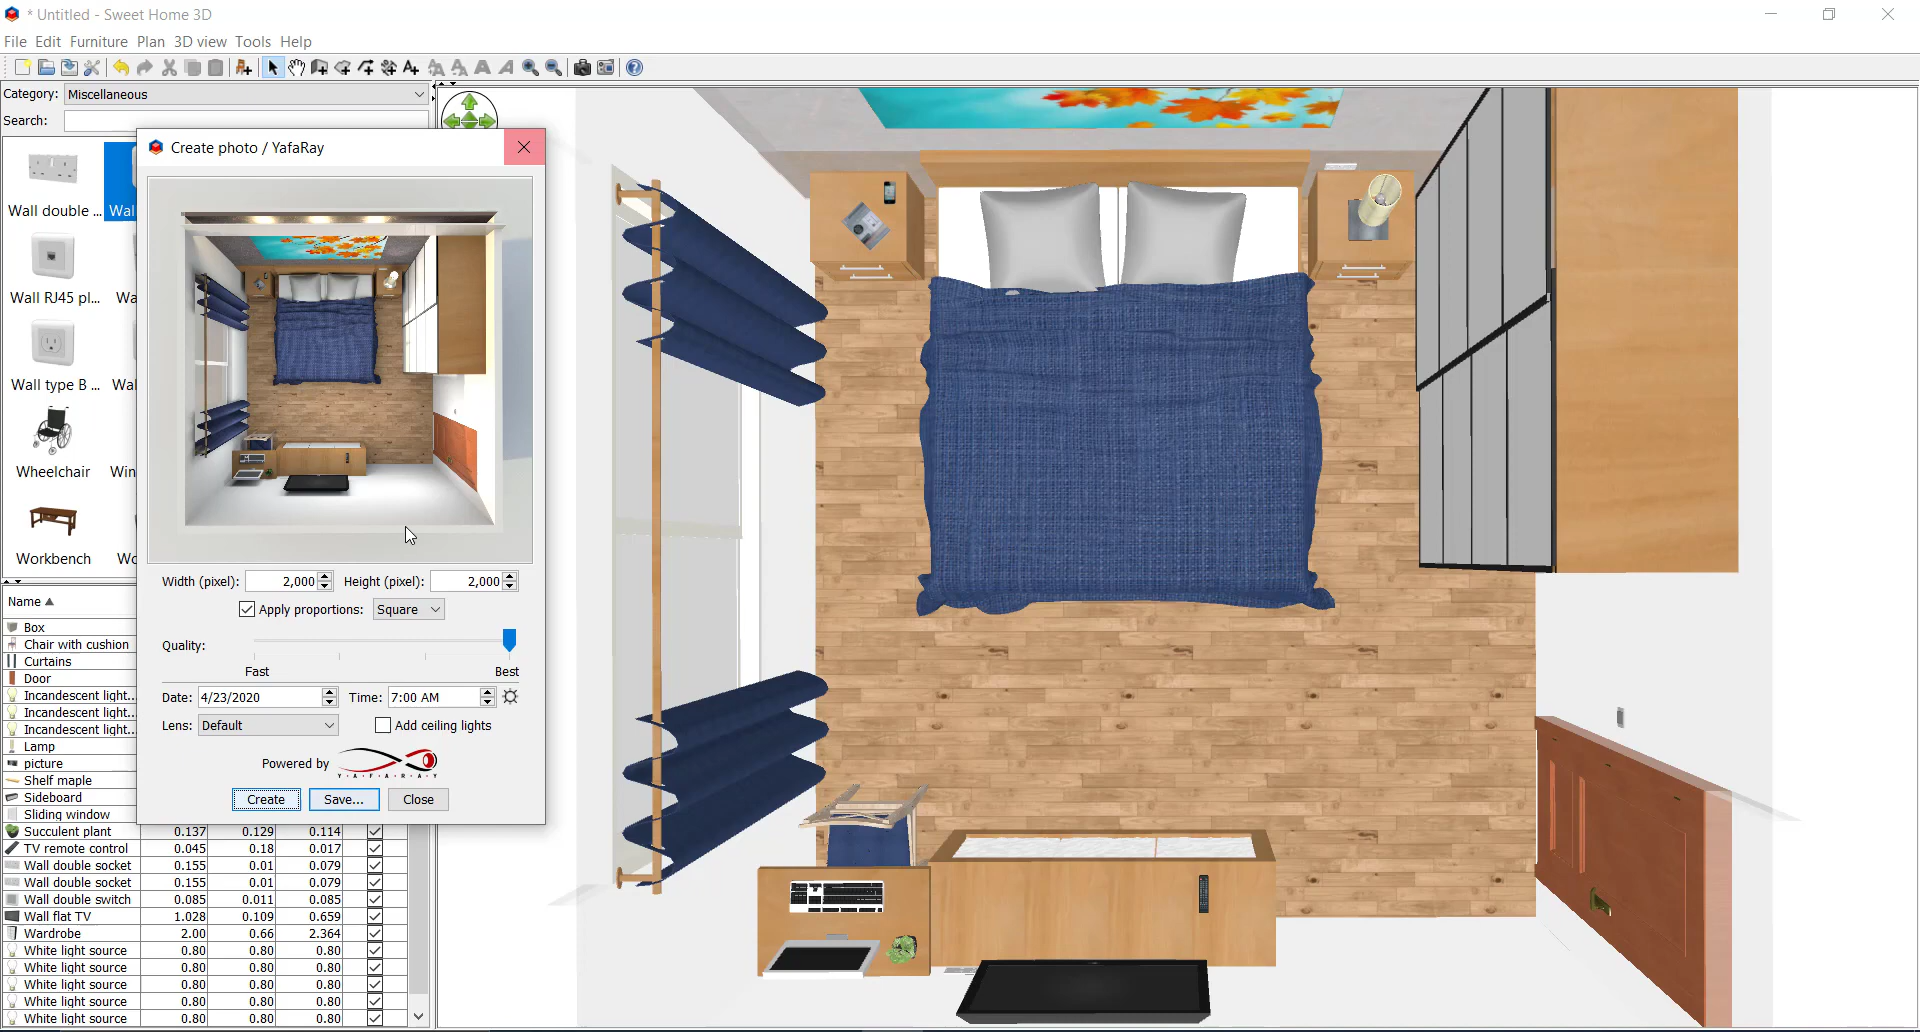 * Untitled - Sweet Home 3D
File Edit Furniture Plan 3D view Tools Help
Category: Miscellaneous
Search:
Create photo / YafaRay
Wall double ...
Wal
Wall RJ45 pl...
Wa
Wall type B ...
Wal
Wheelchair
Win
Workbench
Wo
Width (pixel): 2,000 Height (pixel): 2,000
Apply proportions: Square
Quality:
Fast Best
Date: 4/23/2020 Time: 7:00 AM
Lens: Default Add ceiling lights
Powered by YAFARAY
Create Save... Close
Name
Box
Chair with cushion
Curtains
Door
Incandescent light...
Incandescent light...
Incandescent light...
Lamp
picture
Shelf maple
Sideboard
Sliding window
Succulent plant 0.137 0.129 0.114
TV remote control 0.045 0.18 0.017
Wall double socket 0.155 0.01 0.079
Wall double socket 0.155 0.01 0.079
Wall double switch 0.085 0.011 0.085
Wall flat TV 1.028 0.109 0.659
Wardrobe 2.00 0.66 2.364
White light source 0.80 0.80 0.80
White light source 0.80 0.80 0.80
White light source 0.80 0.80 0.80
White light source 0.80 0.80 0.80
White light source 0.80 0.80 0.80